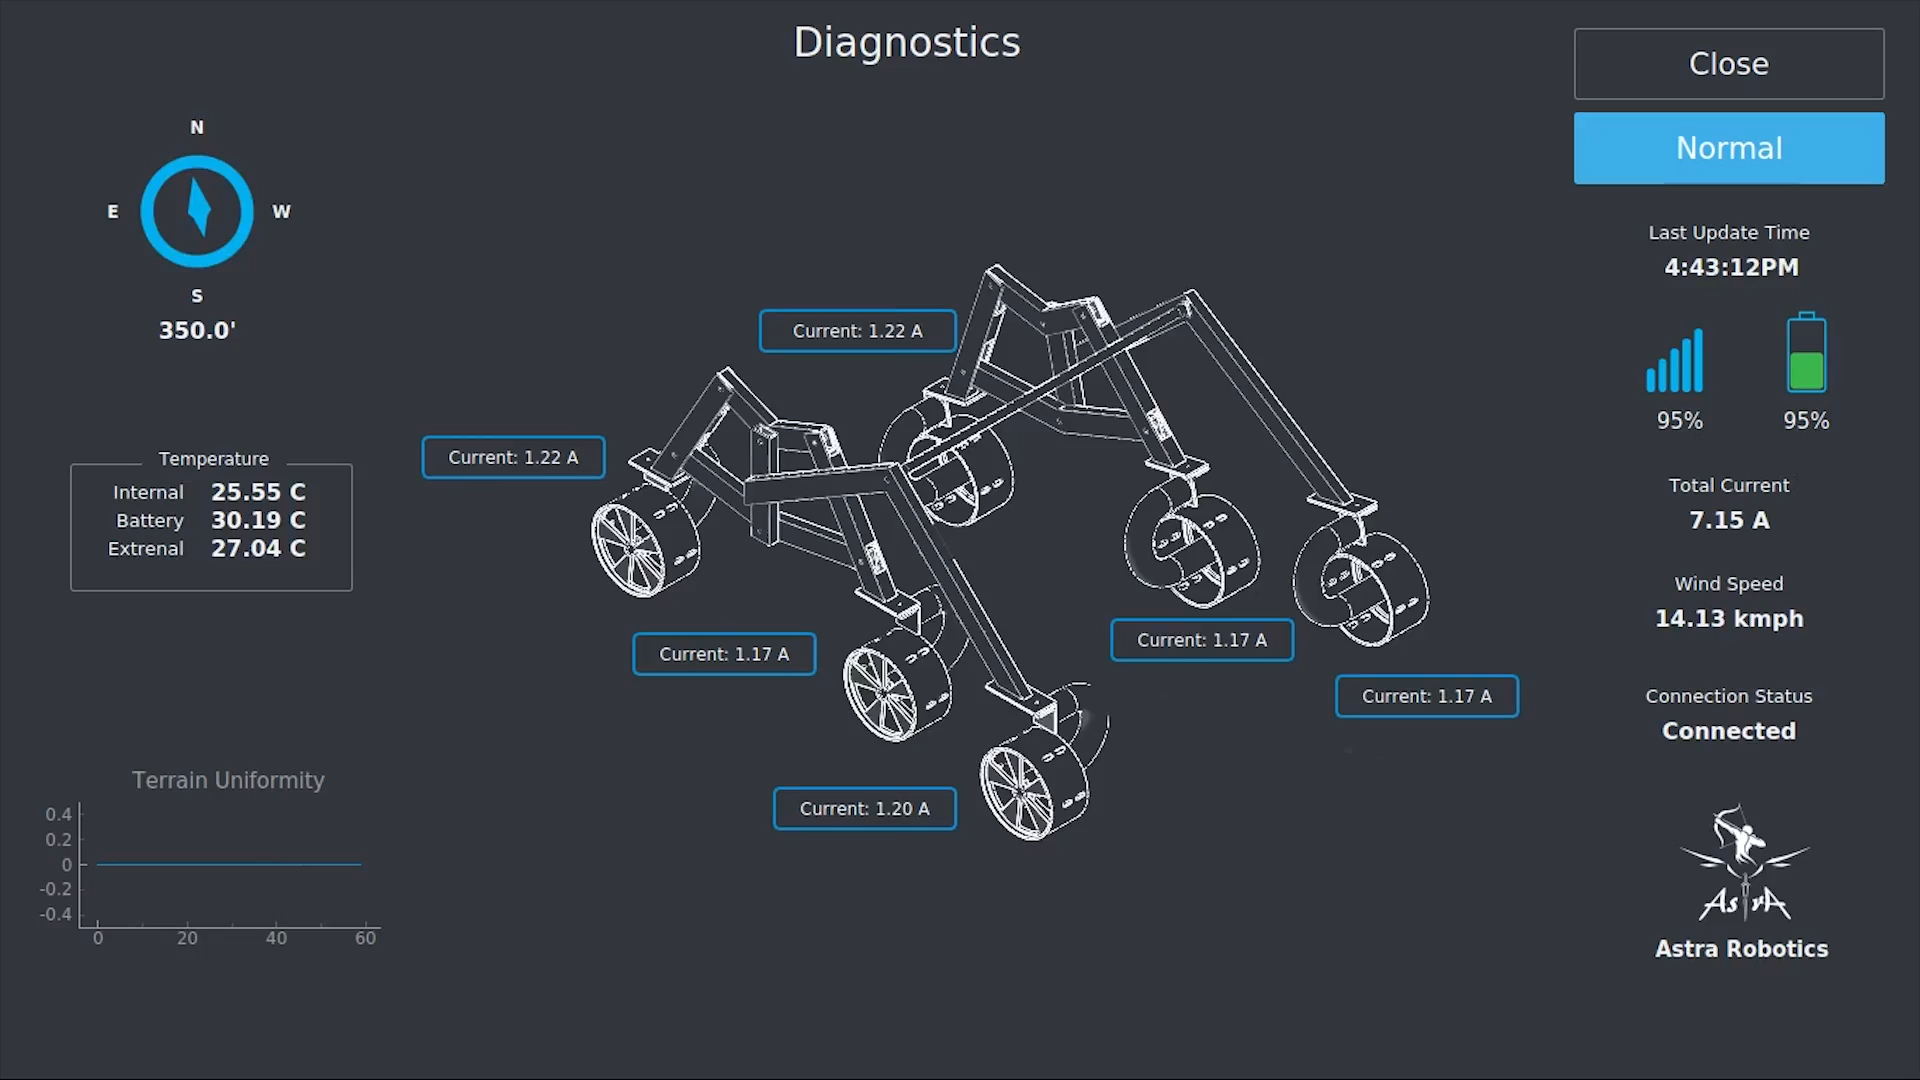 Diagnostics
Close
Normal
N
E
W
S
350.0'
Last Update Time
4:43:12PM
95%
95%
Current: 1.22 A
Current: 1.22 A
Temperature
Internal 25.55 C
Battery 30.19 C
Extrenal 27.04 C
Total Current
7.15 A
Wind Speed
14.13 kmph
Current: 1.17 A
Current: 1.17 A
Current: 1.17 A
Connection Status
Connected
Current: 1.20 A
Terrain Uniformity
0.4
0.2
0
-0.2
-0.4
0 20 40 60
AstrA
Astra Robotics